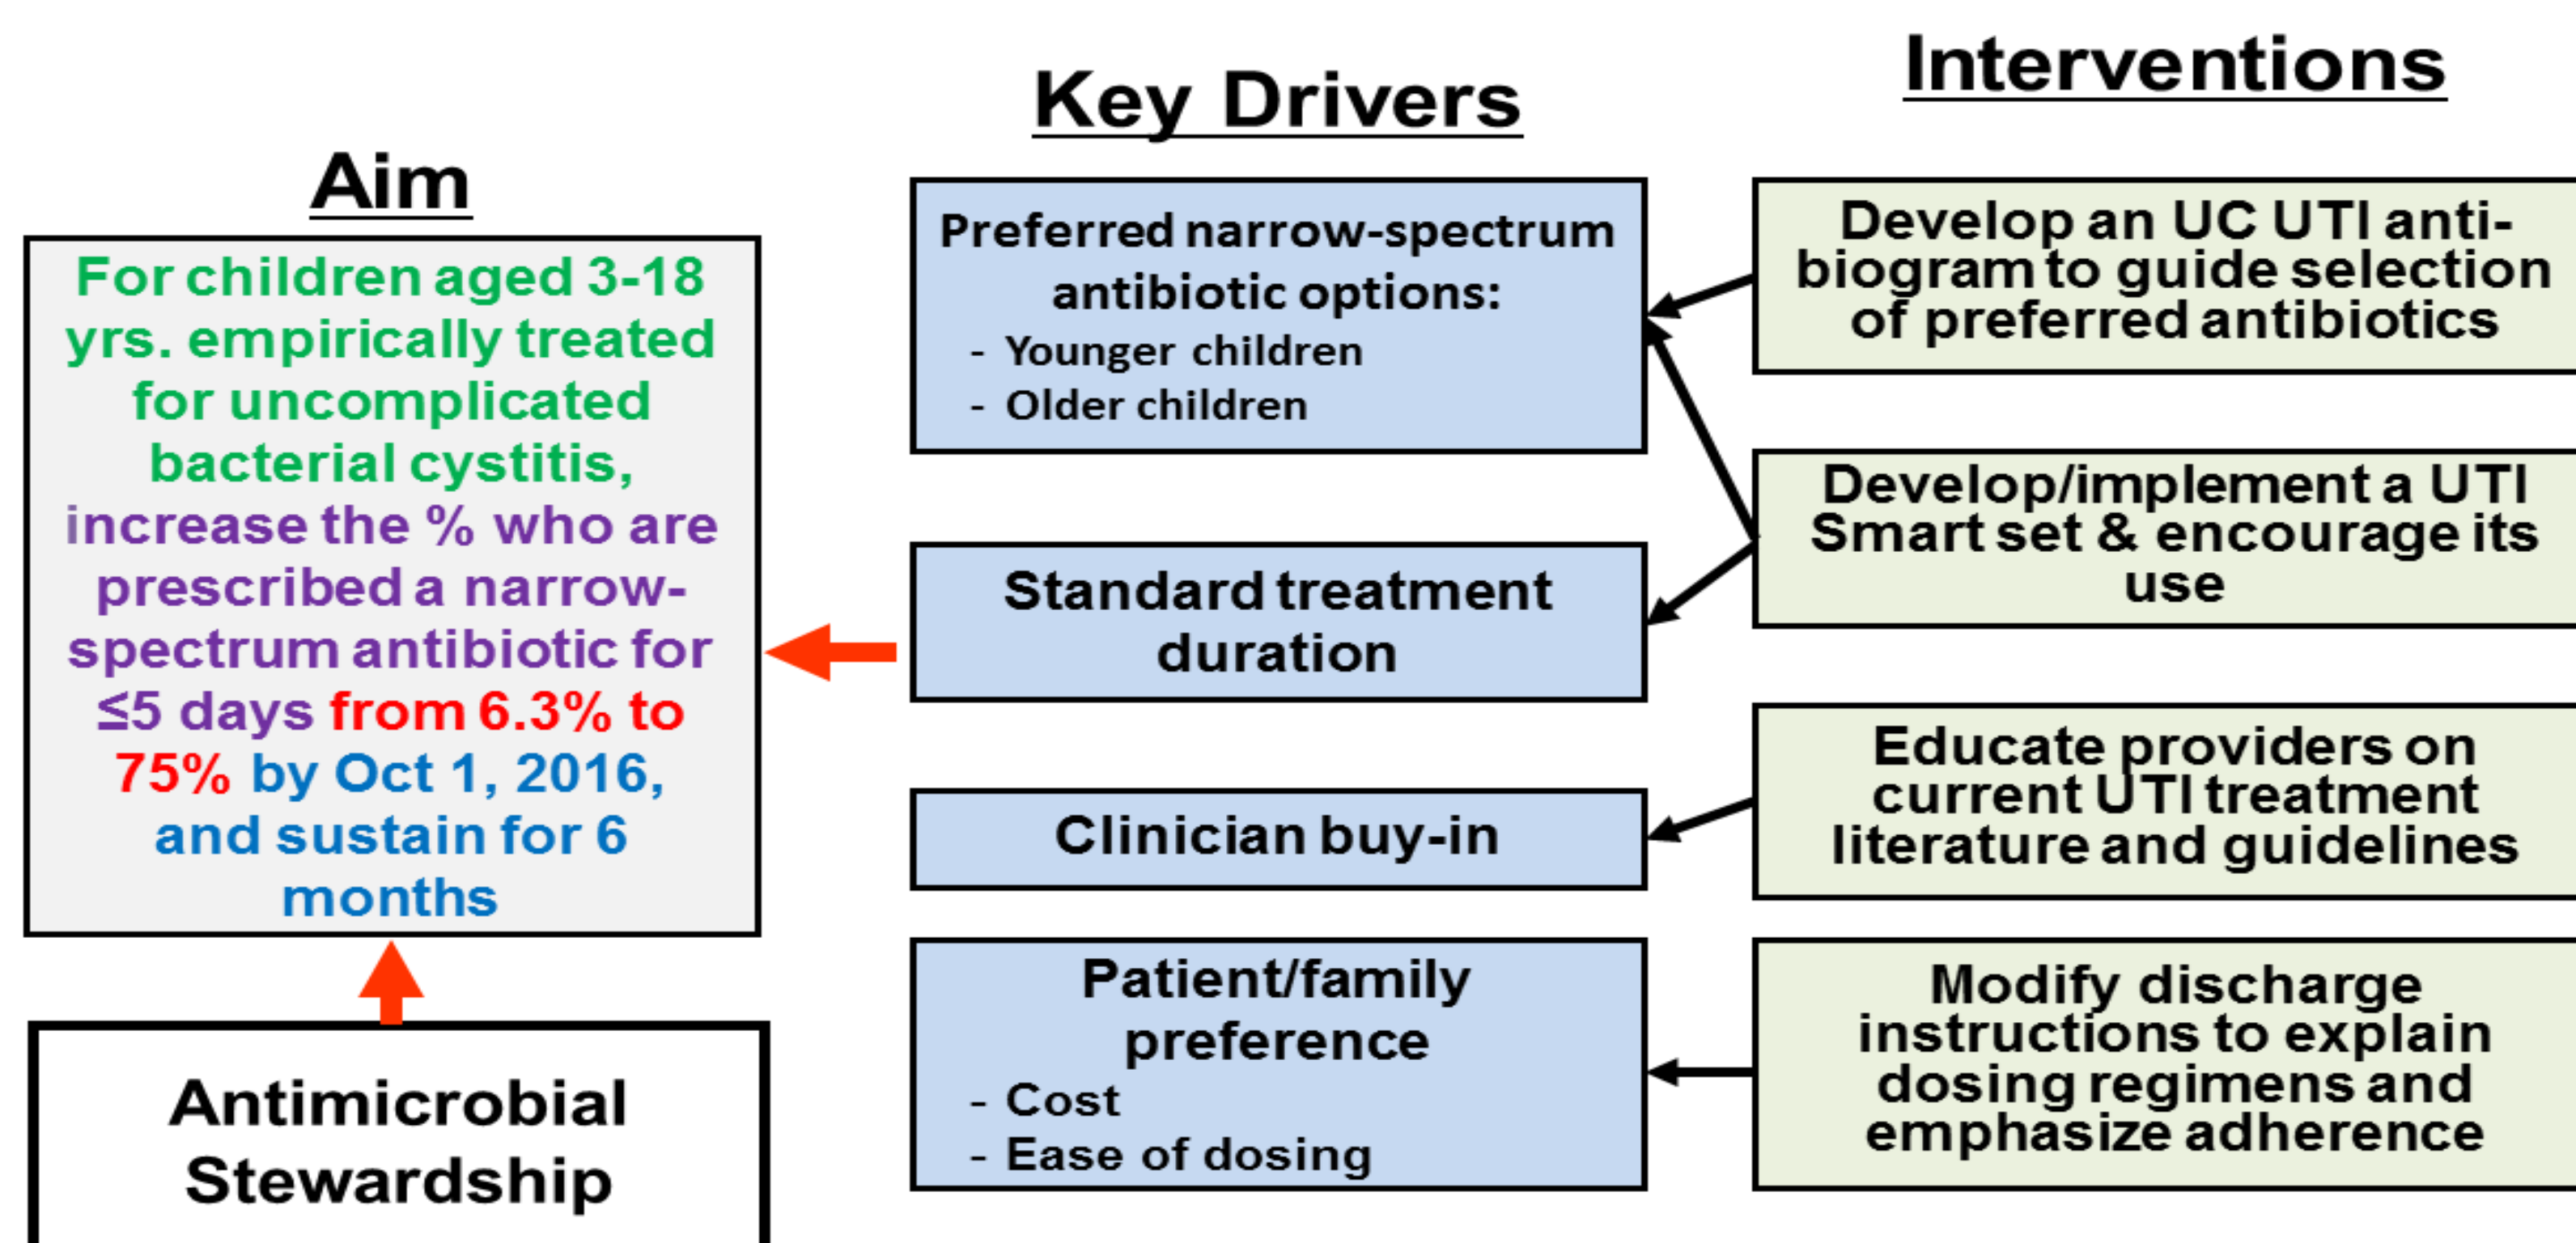 Aim
For children aged 3-18
yrs. empirically treated
for uncomplicated
bacterial cystitis,
increase the % who are
prescribed a narrow-
spectrum antibiotic for
≤5 days from 6.3% to
75% by Oct 1, 2016,
and sustain for 6
months
Antimicrobial
Stewardship
Key Drivers
Preferred narrow-spectrum
antibiotic options:
- Younger children
- Older children
Standard treatment
duration
Clinician buy-in
Patient/family
preference
- Cost
- Ease of dosing
Interventions
Develop an UC UTI anti-
biogram to guide selection
of preferred antibiotics
Develop/implement a UTI
Smart set & encourage its
use
Educate providers on
current UTI treatment
literature and guidelines
Modify discharge
instructions to explain
dosing regimens and
emphasize adherence